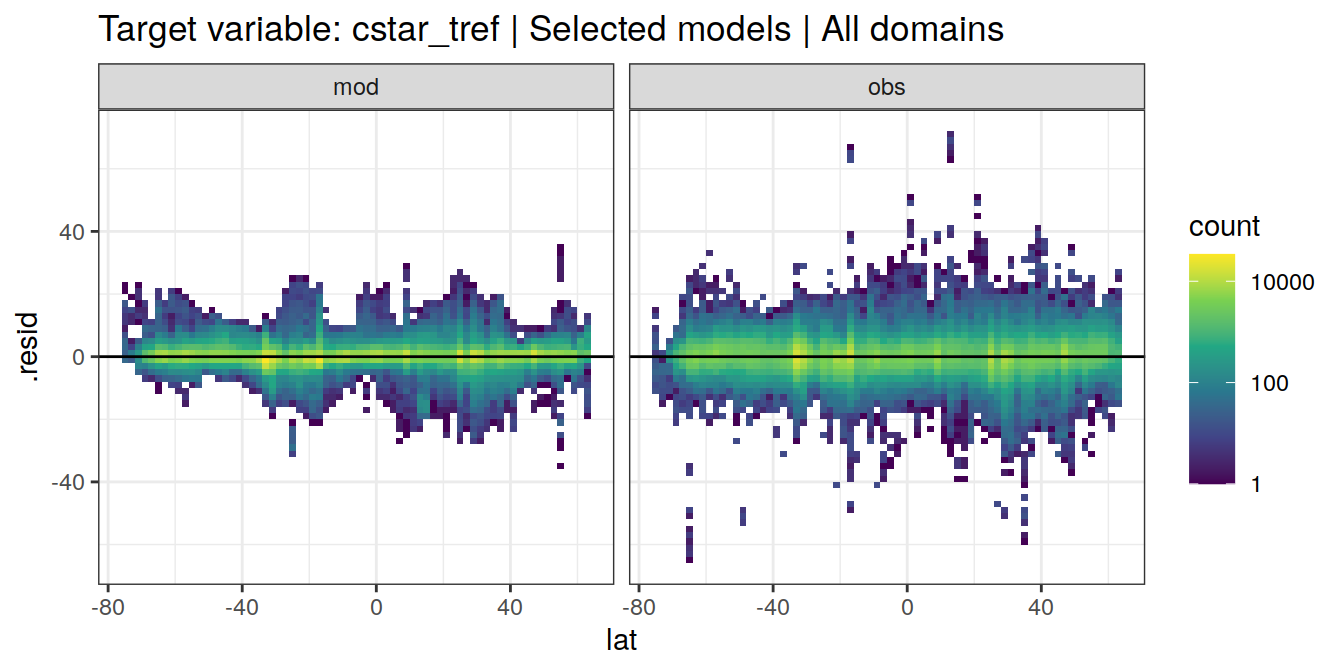 Target variable: cstar_tref | Selected models | All domains
mod
obs
.resid
40
0
-40
-80
-40
0
40
-80
-40
0
40
lat
count
10000
100
1